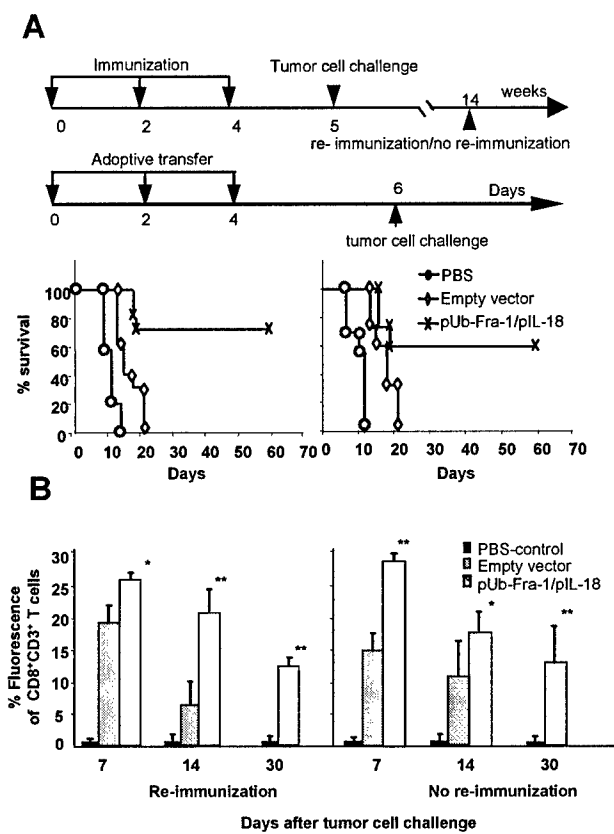 A
Immunization
Tumor cell challenge
weeks
14
0 2 4 5
re- immunization/no re-immunization
Adoptive transfer
6
Days
0 2 4
tumor cell challenge
% survival
100
80
60
40
20
0
0 10 20 30 40 50 60 70
Days
PBS
Empty vector
pUb-Fra-1/pIL-18
0 10 20 30 40 50 60 70
Days
B
% Fluorescence
of CD8+CD3+ T cells
30
25
20
15
10
5
0
*
**
**
**
*
**
PBS-control
Empty vector
pUb-Fra-1/pIL-18
7 14 30 7 14 30
Re-immunization No re-immunization
Days after tumor cell challenge